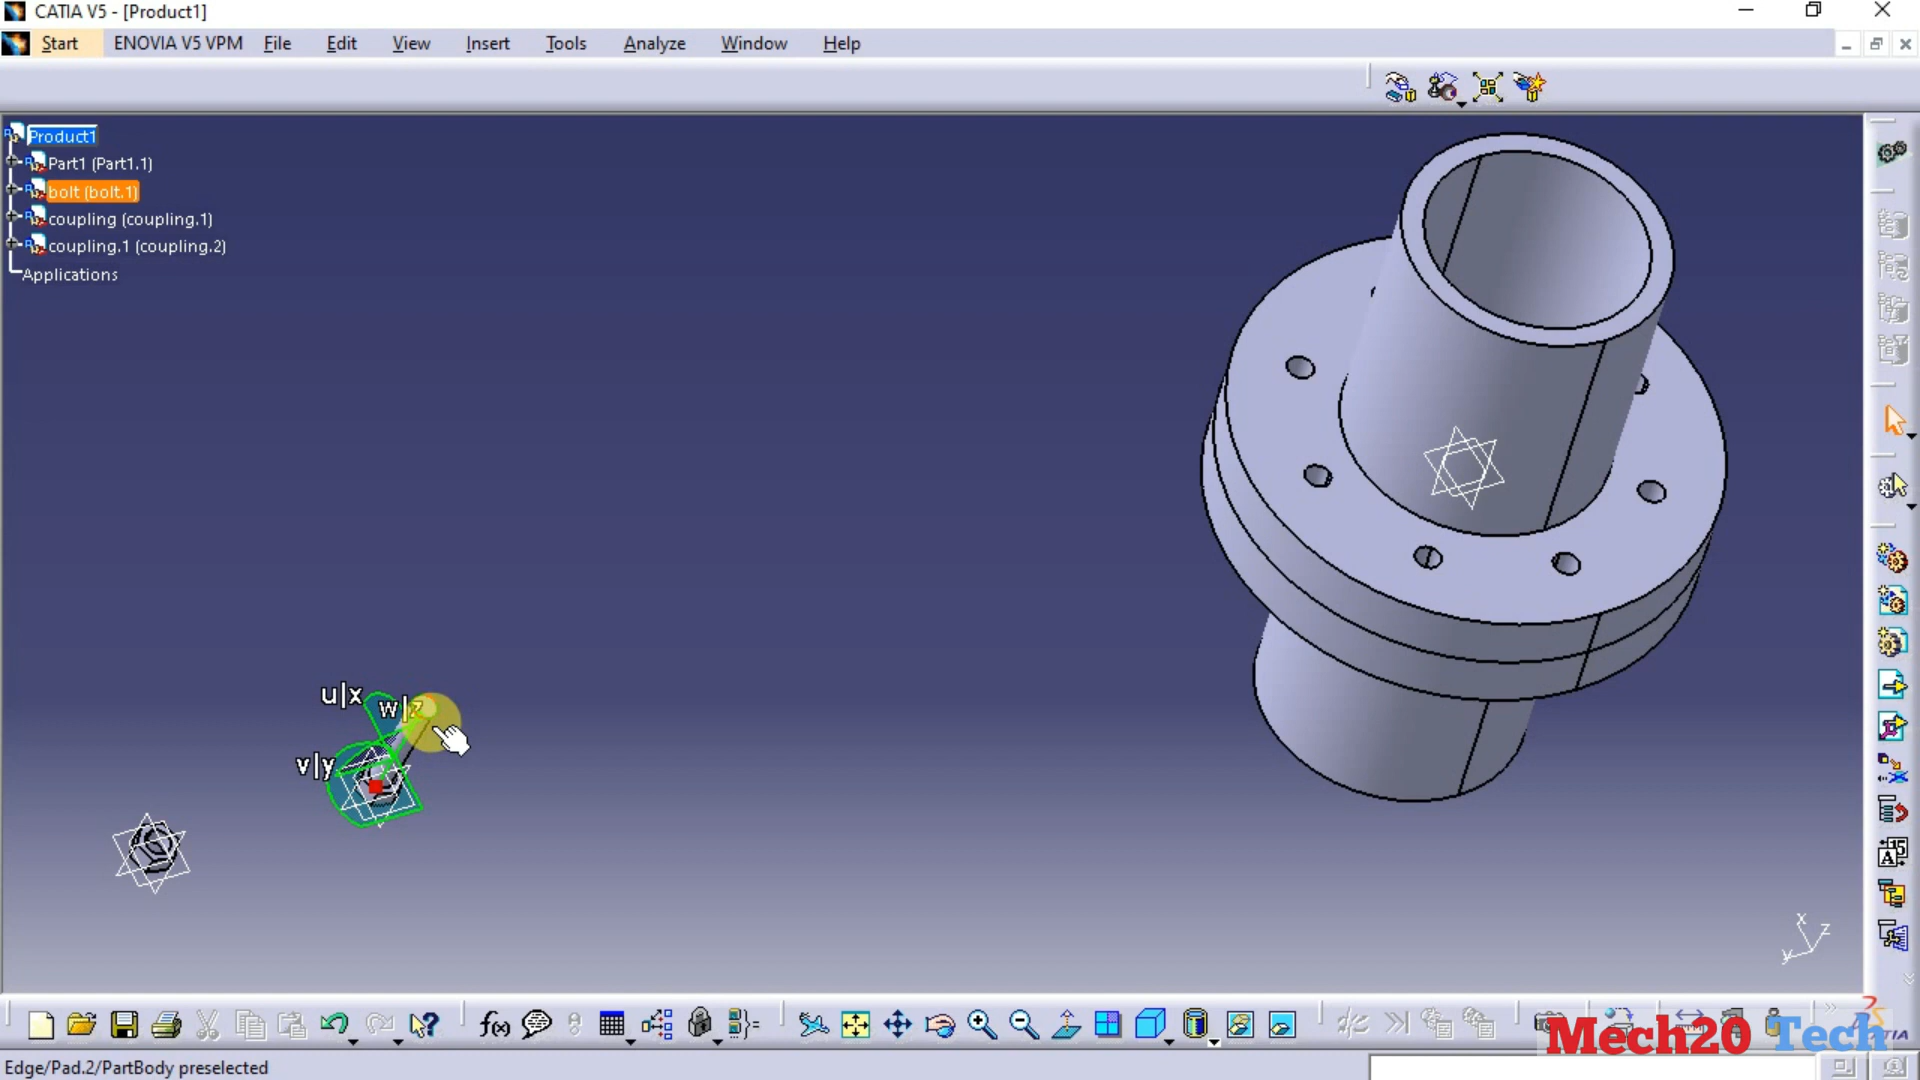 CATIA V5 - [Product1]
Start ENOVIA V5 VPM File Edit View Insert Tools Analyze Window Help
Product1
Part1 (Part1.1)
bolt (bolt.1)
coupling (coupling.1)
coupling.1 (coupling.2)
Applications
u|x
w|z
v|y
x
z
y
f(x)
Mech20 Tech
Edge/Pad.2/PartBody preselected